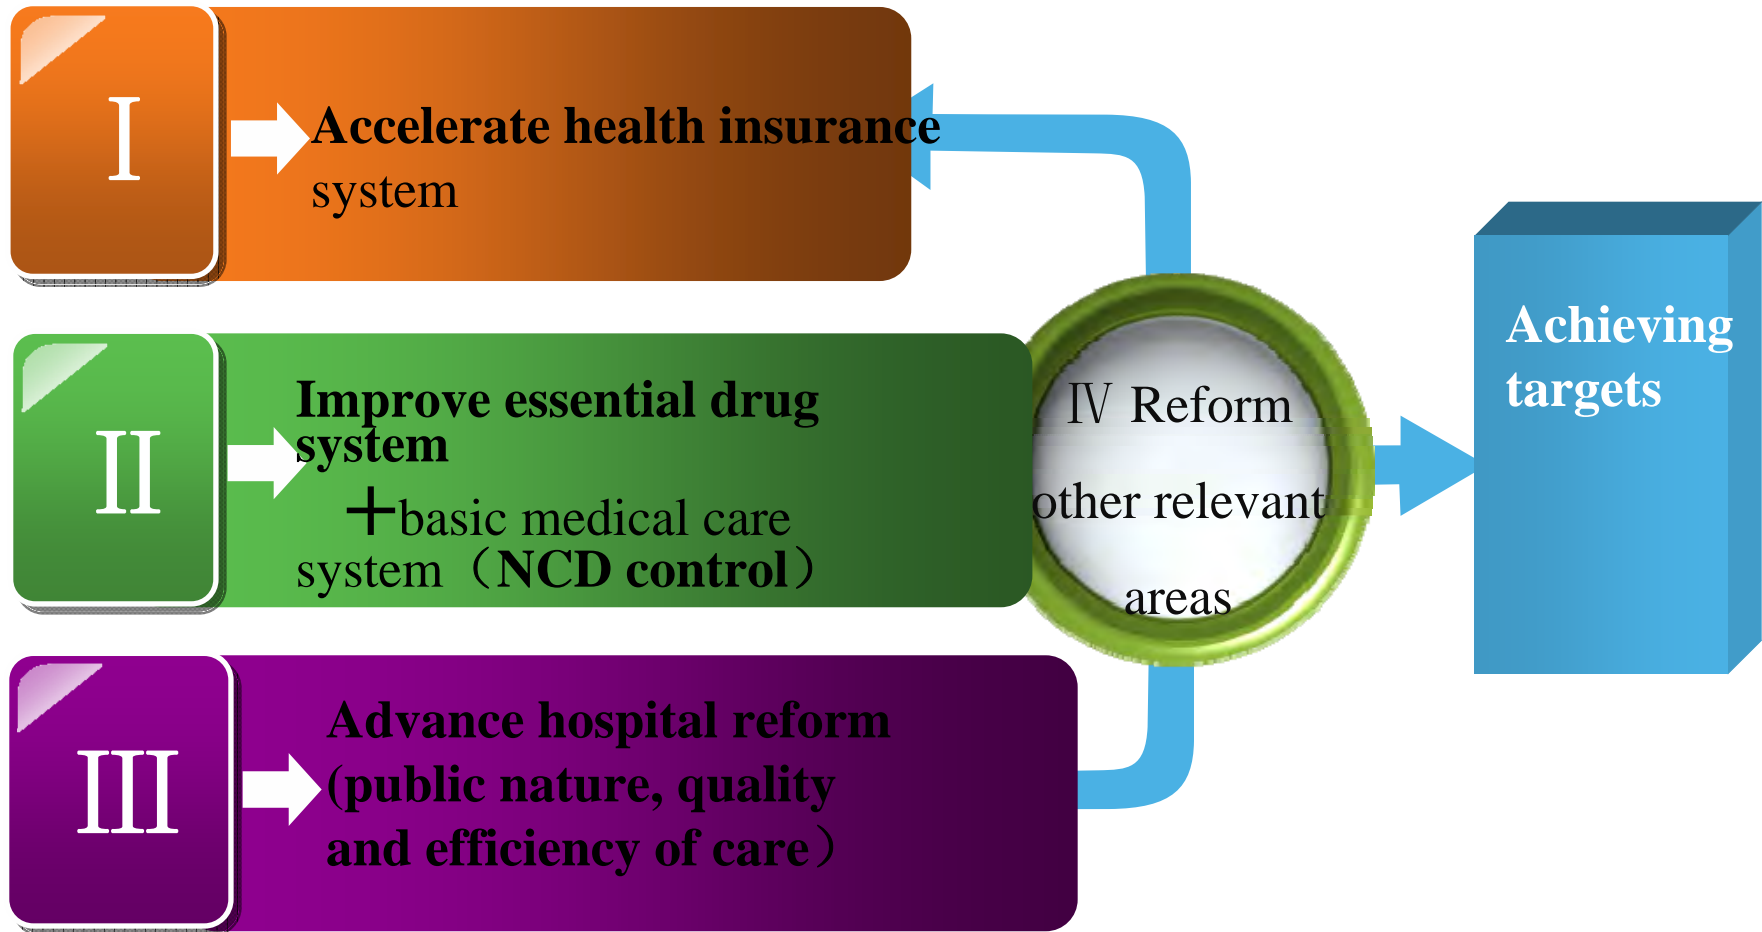 Ⅰ
Accelerate health insurance
system
Ⅱ
Improve essential drug
system
＋basic medical care
system（NCD control）
Ⅲ
Advance hospital reform
(public nature, quality
and efficiency of care）
Ⅳ Reform
other relevant
areas
Achieving
targets